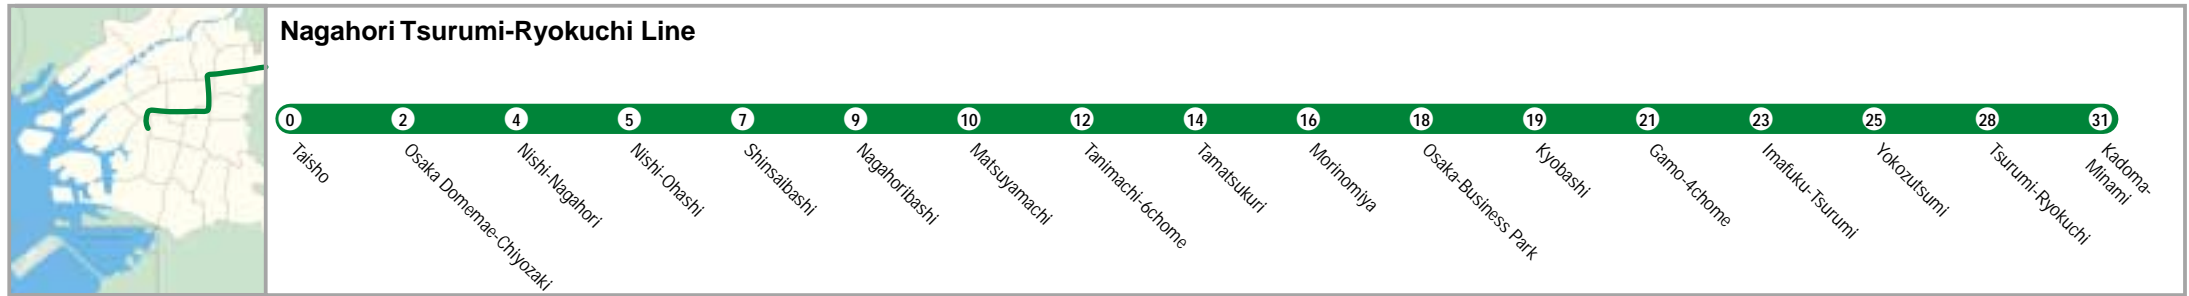 Nagahori Tsurumi-Ryokuchi Line
0 2 4 5 7 9 10 12 14 16 18 19 21 23 25 28 31
Taisho
Osaka Domemae-Chiyozaki
Nishi-Nagahori
Nishi-Ohashi
Shinsaibashi
Nagahoribashi
Matsuyamachi
Tanimachi-6chome
Tamatsukuri
Morinomiya
Osaka-Business Park
Kyobashi
Gamo-4chome
Imafuku-Tsurumi
Yokozutsumi
Tsurumi-Ryokuchi
Kadoma-
Minami